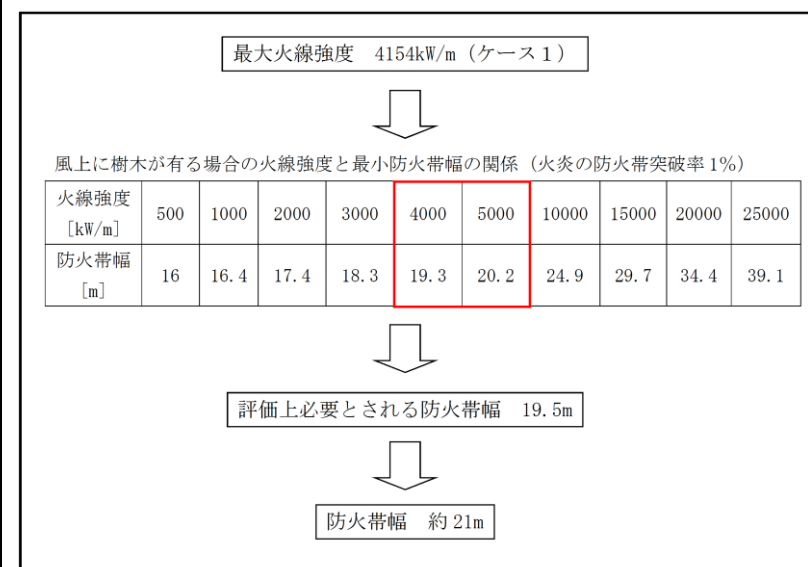 最大火線強度　4154kW/m（ケース１）
風上に樹木が有る場合の火線強度と最小防火帯幅の関係（火炎の防火帯突破率1%）
火線強度 [kW/m] 500 1000 2000 3000 4000 5000 10000 15000 20000 25000
防火帯幅 [m] 16 16.4 17.4 18.3 19.3 20.2 24.9 29.7 34.4 39.1
評価上必要とされる防火帯幅　19.5m
防火帯幅　約21m